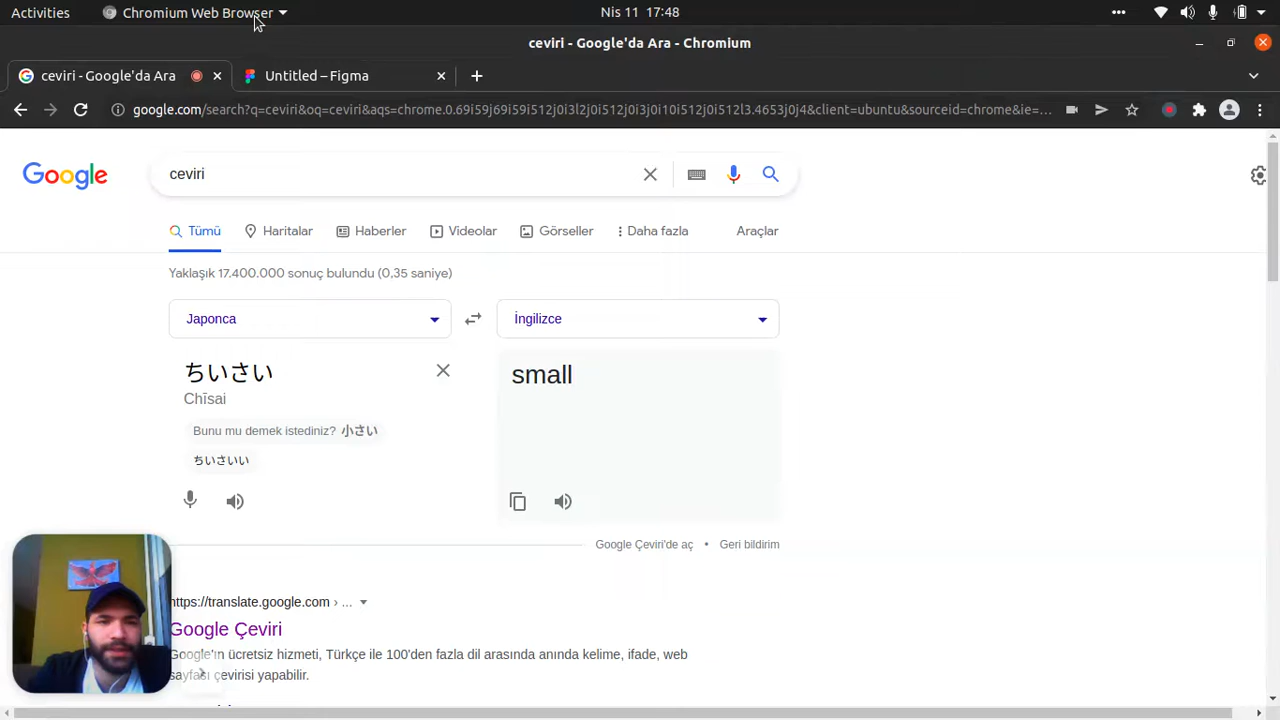 Activities
Chromium Web Browser
Nis 11 17:48
ceviri - Google'da Ara - Chromium
ceviri - Google'da Ara
Untitled – Figma
google.com/search?q=ceviri&oq=ceviri&aqs=chrome.0.69i59j69i59i512j0i3l2j0i512j0i3j0i10i512j0i512l3.4653j0j4&client=ubuntu&sourceid=chrome&ie=...
Google
ceviri
Tümü
Haritalar
Haberler
Videolar
Görseller
Daha fazla
Araçlar
Yaklaşık 17.400.000 sonuç bulundu (0,35 saniye)
Japonca
İngilizce
ちいさい
small
Chīsai
Bunu mu demek istediniz? 小さい
ちいさいい
Google Çeviri'de aç • Geri bildirim
https://translate.google.com › ...
Google Çeviri
Google'ın ücretsiz hizmeti, Türkçe ile 100'den fazla dil arasında anında kelime, ifade, web
sayfası çevirisi yapabilir.